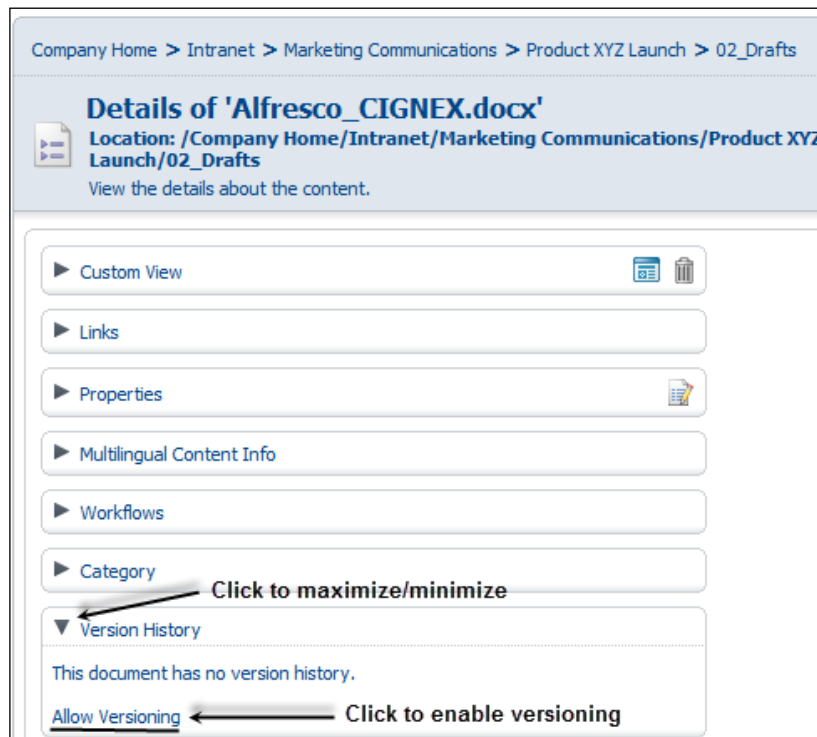 Company Home > Intranet > Marketing Communications > Product XYZ Launch > 02_Drafts
Details of 'Alfresco_CIGNEX.docx'
Location: /Company Home/Intranet/Marketing Communications/Product XYZ
Launch/02_Drafts
View the details about the content.
Custom View
Links
Properties
Multilingual Content Info
Workflows
Category
Click to maximize/minimize
Version History
This document has no version history.
Allow Versioning
Click to enable versioning